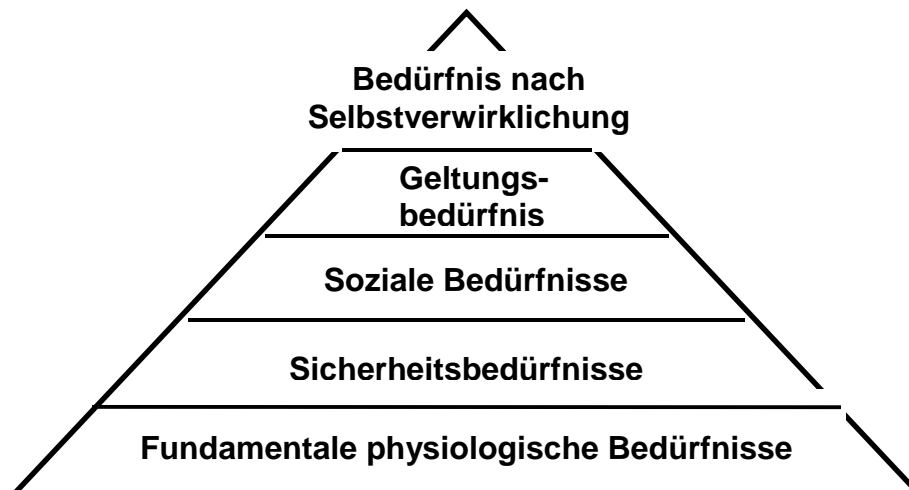 Bedürfnis nach
Selbstverwirklichung
Geltungs-
bedürfnis
Soziale Bedürfnisse
Sicherheitsbedürfnisse
Fundamentale physiologische Bedürfnisse